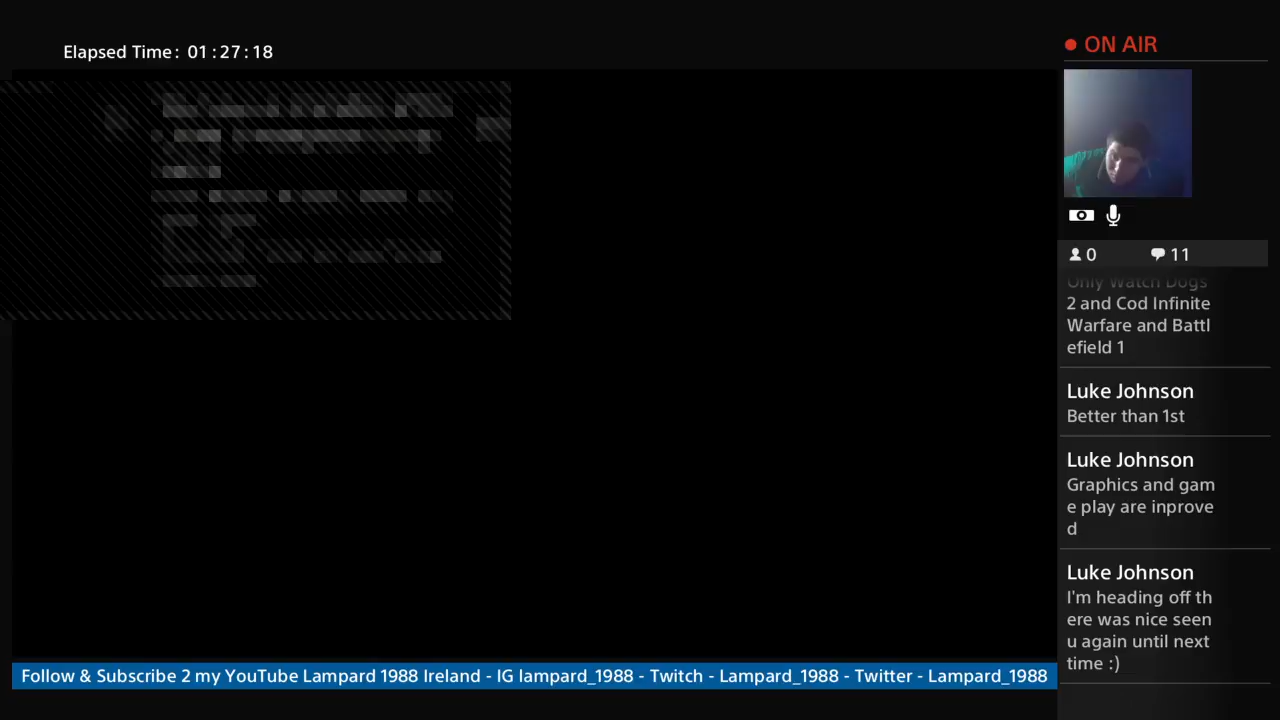 Elapsed Time: 01:27:18
ON AIR
0 11
Only Watch Dogs
2 and Cod Infinite
Warfare and Battl
efield 1
Luke Johnson
Better than 1st
Luke Johnson
Graphics and gam
e play are inprove
d
Luke Johnson
I'm heading off th
ere was nice seen
u again until next
time :)
Follow & Subscribe 2 my YouTube Lampard 1988 Ireland - IG lampard_1988 - Twitch - Lampard_1988 - Twitter - Lampard_1988